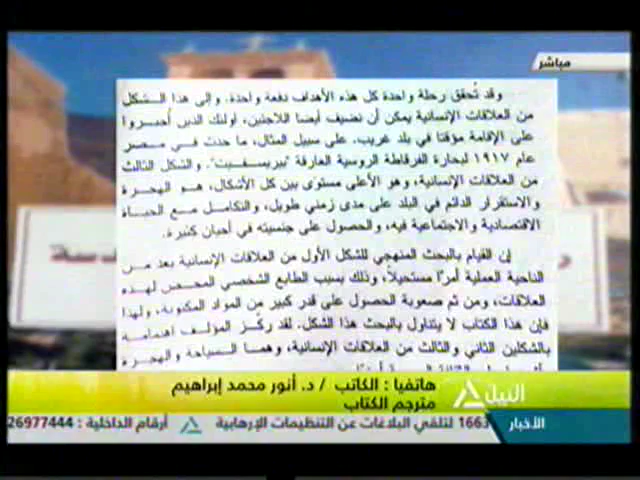 مباشر
وقد تُحقق رحلة واحدة كل هذه الأهداف دفعة واحدة. وإلى هذا الشكل
من العلاقات الإنسانية يمكن أن نضيف أيضا اللاجئين، أولئك الذين أجبروا
على الإقامة مؤقتا في بلد غريب. على سبيل المثال، ما حدث في مصر
عام ١٩١٧ لبحارة الفرقاطة الروسية الغارقة "بيريسفيت". والشكل الثالث
من العلاقات الإنسانية، وهو الأعلى مستوى بين كل الأشكال، هو الهجرة
والاستقرار الدائم في البلد على مدى زمني طويل، والتكامل مع الحياة
الاقتصادية والاجتماعية فيه، والحصول على جنسيته في أحيان كثيرة.
إن القيام بالبحث المنهجي للشكل الأول من العلاقات الإنسانية يعد من
الناحية العملية أمرًا مستحيلاً، وذلك بسبب الطابع الشخصي المحض لهذه
العلاقات، ومن ثم صعوبة الحصول على قدر كبير من المواد المكتوبة، ولهذا
فإن هذا الكتاب لا يتناول بالبحث هذا الشكل. لقد ركّز المؤلف اهتمامه
بالشكلين الثاني والثالث من العلاقات الإنسانية، وهما السياحة والهجرة
هاتفيا : الكاتب / د. أنور محمد إبراهيم
مترجم الكتاب
النيل
الأخبار
1663 لتلقي البلاغات عن التنظيمات الإرهابية
أرقام الداخلية : 26977444